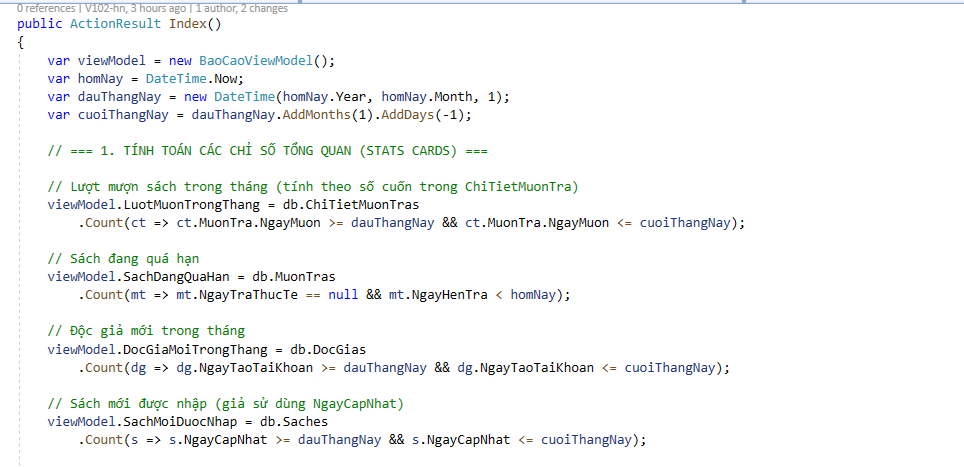 0 references | V102-hn, 3 hours ago | 1 author, 2 changes
public ActionResult Index()
{
var viewModel = new BaoCaoViewModel();
var homNay = DateTime.Now;
var dauThangNay = new DateTime(homNay.Year, homNay.Month, 1);
var cuoiThangNay = dauThangNay.AddMonths(1).AddDays(-1);
// === 1. TÍNH TOÁN CÁC CHỈ SỐ TỔNG QUAN (STATS CARDS) ===
// Lượt mượn sách trong tháng (tính theo số cuốn trong ChiTietMuonTra)
viewModel.LuotMuonTrongThang = db.ChiTietMuonTras
.Count(ct => ct.MuonTra.NgayMuon >= dauThangNay && ct.MuonTra.NgayMuon <= cuoiThangNay);
// Sách đang quá hạn
viewModel.SachDangQuaHan = db.MuonTras
.Count(mt => mt.NgayTraThucTe == null && mt.NgayHenTra < homNay);
// Độc giả mới trong tháng
viewModel.DocGiaMoiTrongThang = db.DocGias
.Count(dg => dg.NgayTaoTaiKhoan >= dauThangNay && dg.NgayTaoTaiKhoan <= cuoiThangNay);
// Sách mới được nhập (giả sử dùng NgayCapNhat)
viewModel.SachMoiDuocNhap = db.Saches
.Count(s => s.NgayCapNhat >= dauThangNay && s.NgayCapNhat <= cuoiThangNay);